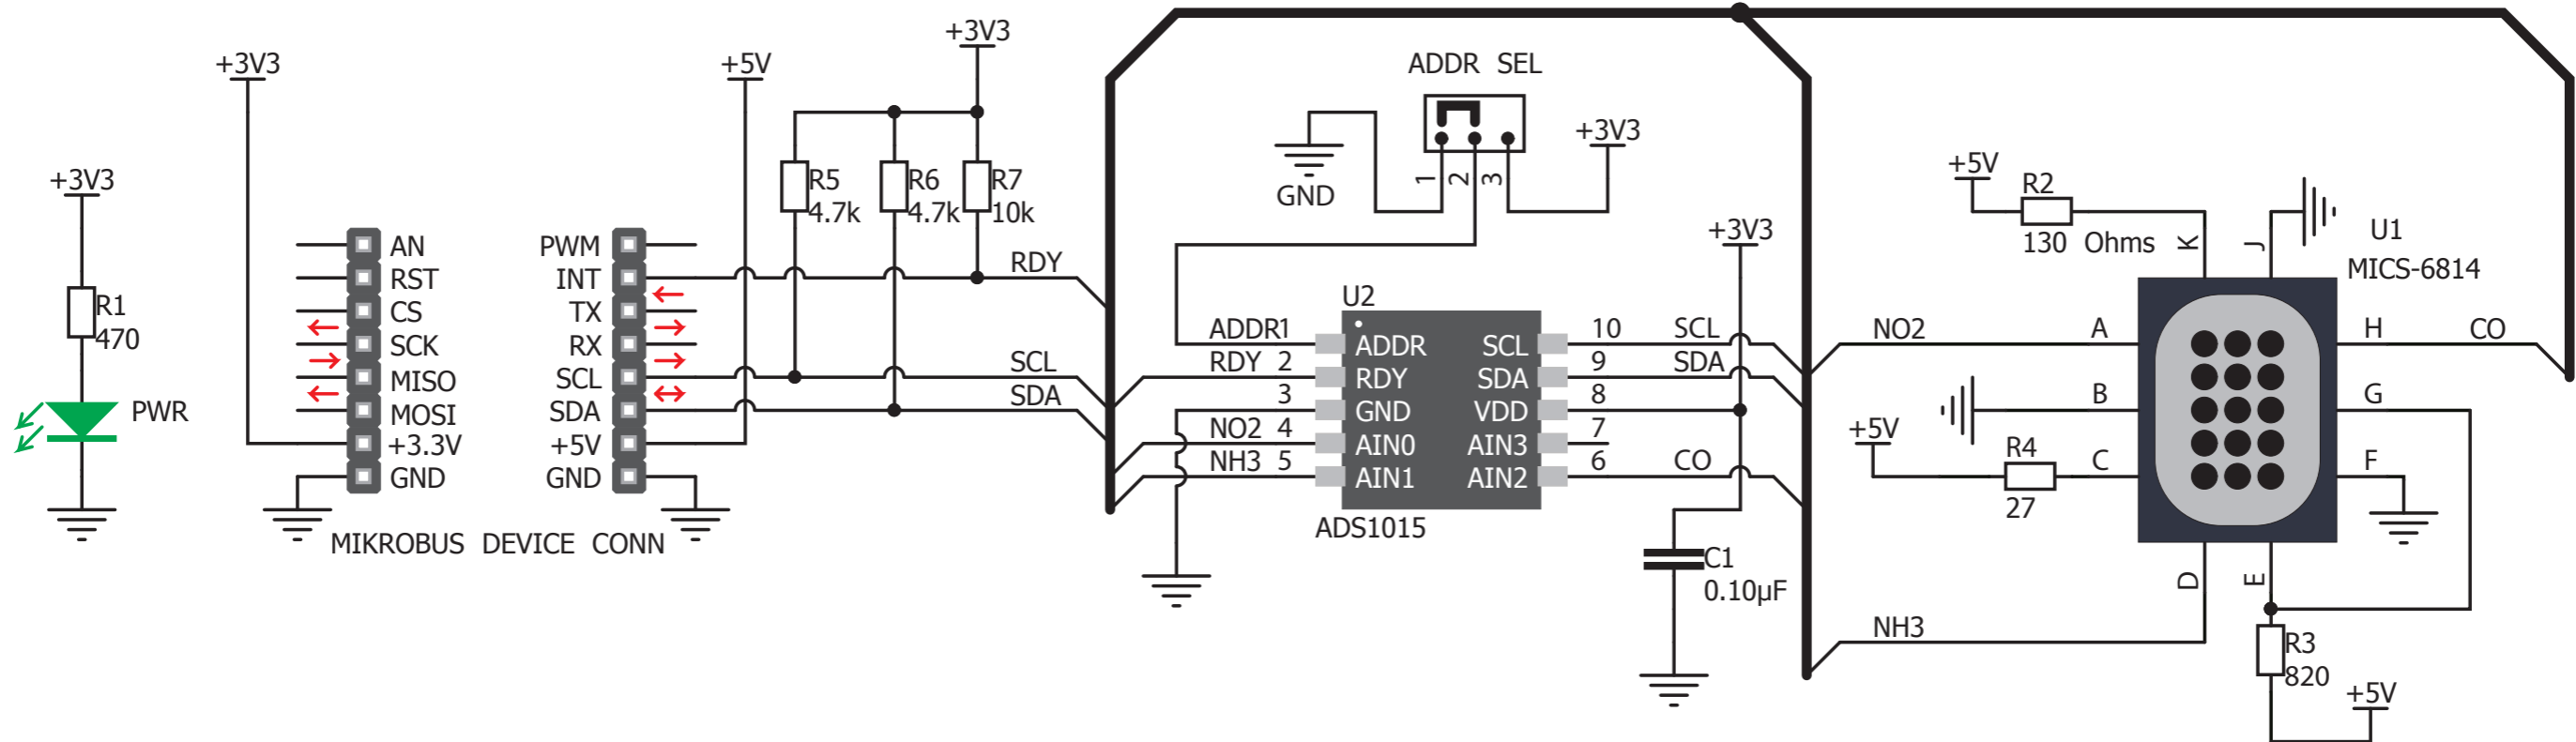 +3V3
R1
470
PWR
+3V3
AN
RST
CS
SCK
MISO
MOSI
+3.3V
GND
PWM
INT
TX
RX
SCL
SDA
+5V
GND
MIKROBUS DEVICE CONN
+5V
+3V3
R5
4.7k
R6
4.7k
R7
10k
RDY
SCL
SDA
ADDR SEL
GND
1
2
3
+3V3
U2
ADDR1
RDY 2
3
NO2 4
NH3 5
ADDR
RDY
GND
AIN0
AIN1
SCL
SDA
VDD
AIN3
AIN2
10 SCL
9 SDA
8
7
6 CO
ADS1015
+3V3
C1
0.10µF
+5V
R2
130 Ohms
K
J
U1
MICS-6814
NO2
A
B
+5V
R4
27
C
D
E
H
CO
G
F
NH3
R3
820
+5V